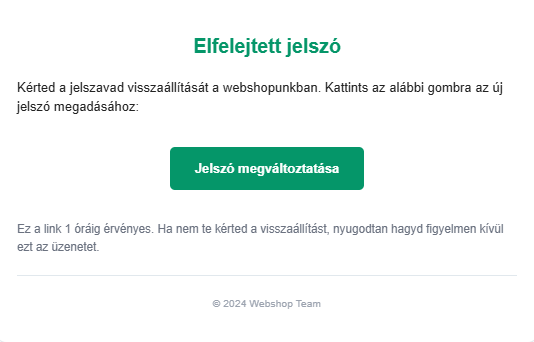 Elfelejtett jelszó
Kérted a jelszavad visszaállítását a webshopunkban. Kattints az alábbi gombra az új
jelszó megadásához:
Jelszó megváltoztatása
Ez a link 1 óráig érvényes. Ha nem te kérted a visszaállítást, nyugodtan hagyd figyelmen kívül
ezt az üzenetet.
© 2024 Webshop Team